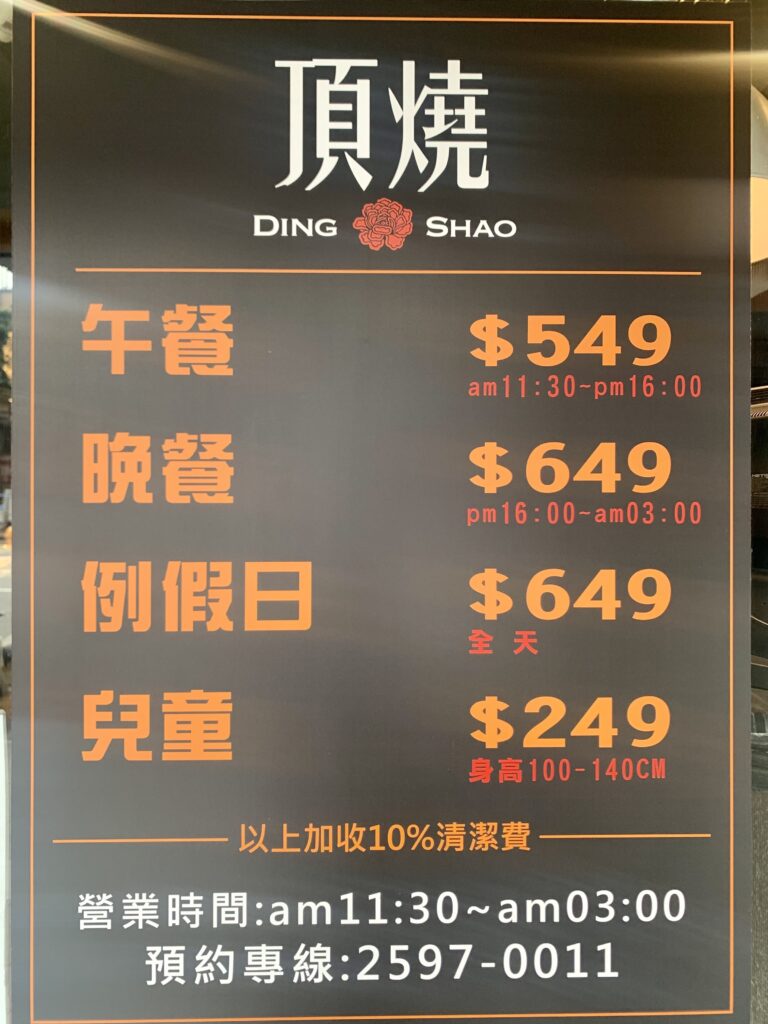 頂燒
DING SHAO
午餐 $549
am11:30~pm16:00
晚餐 $649
pm16:00~am03:00
例假日 $649
全天
兒童 $249
身高100-140CM
以上加收10%清潔費
營業時間:am11:30~am03:00
預約專線:2597-0011